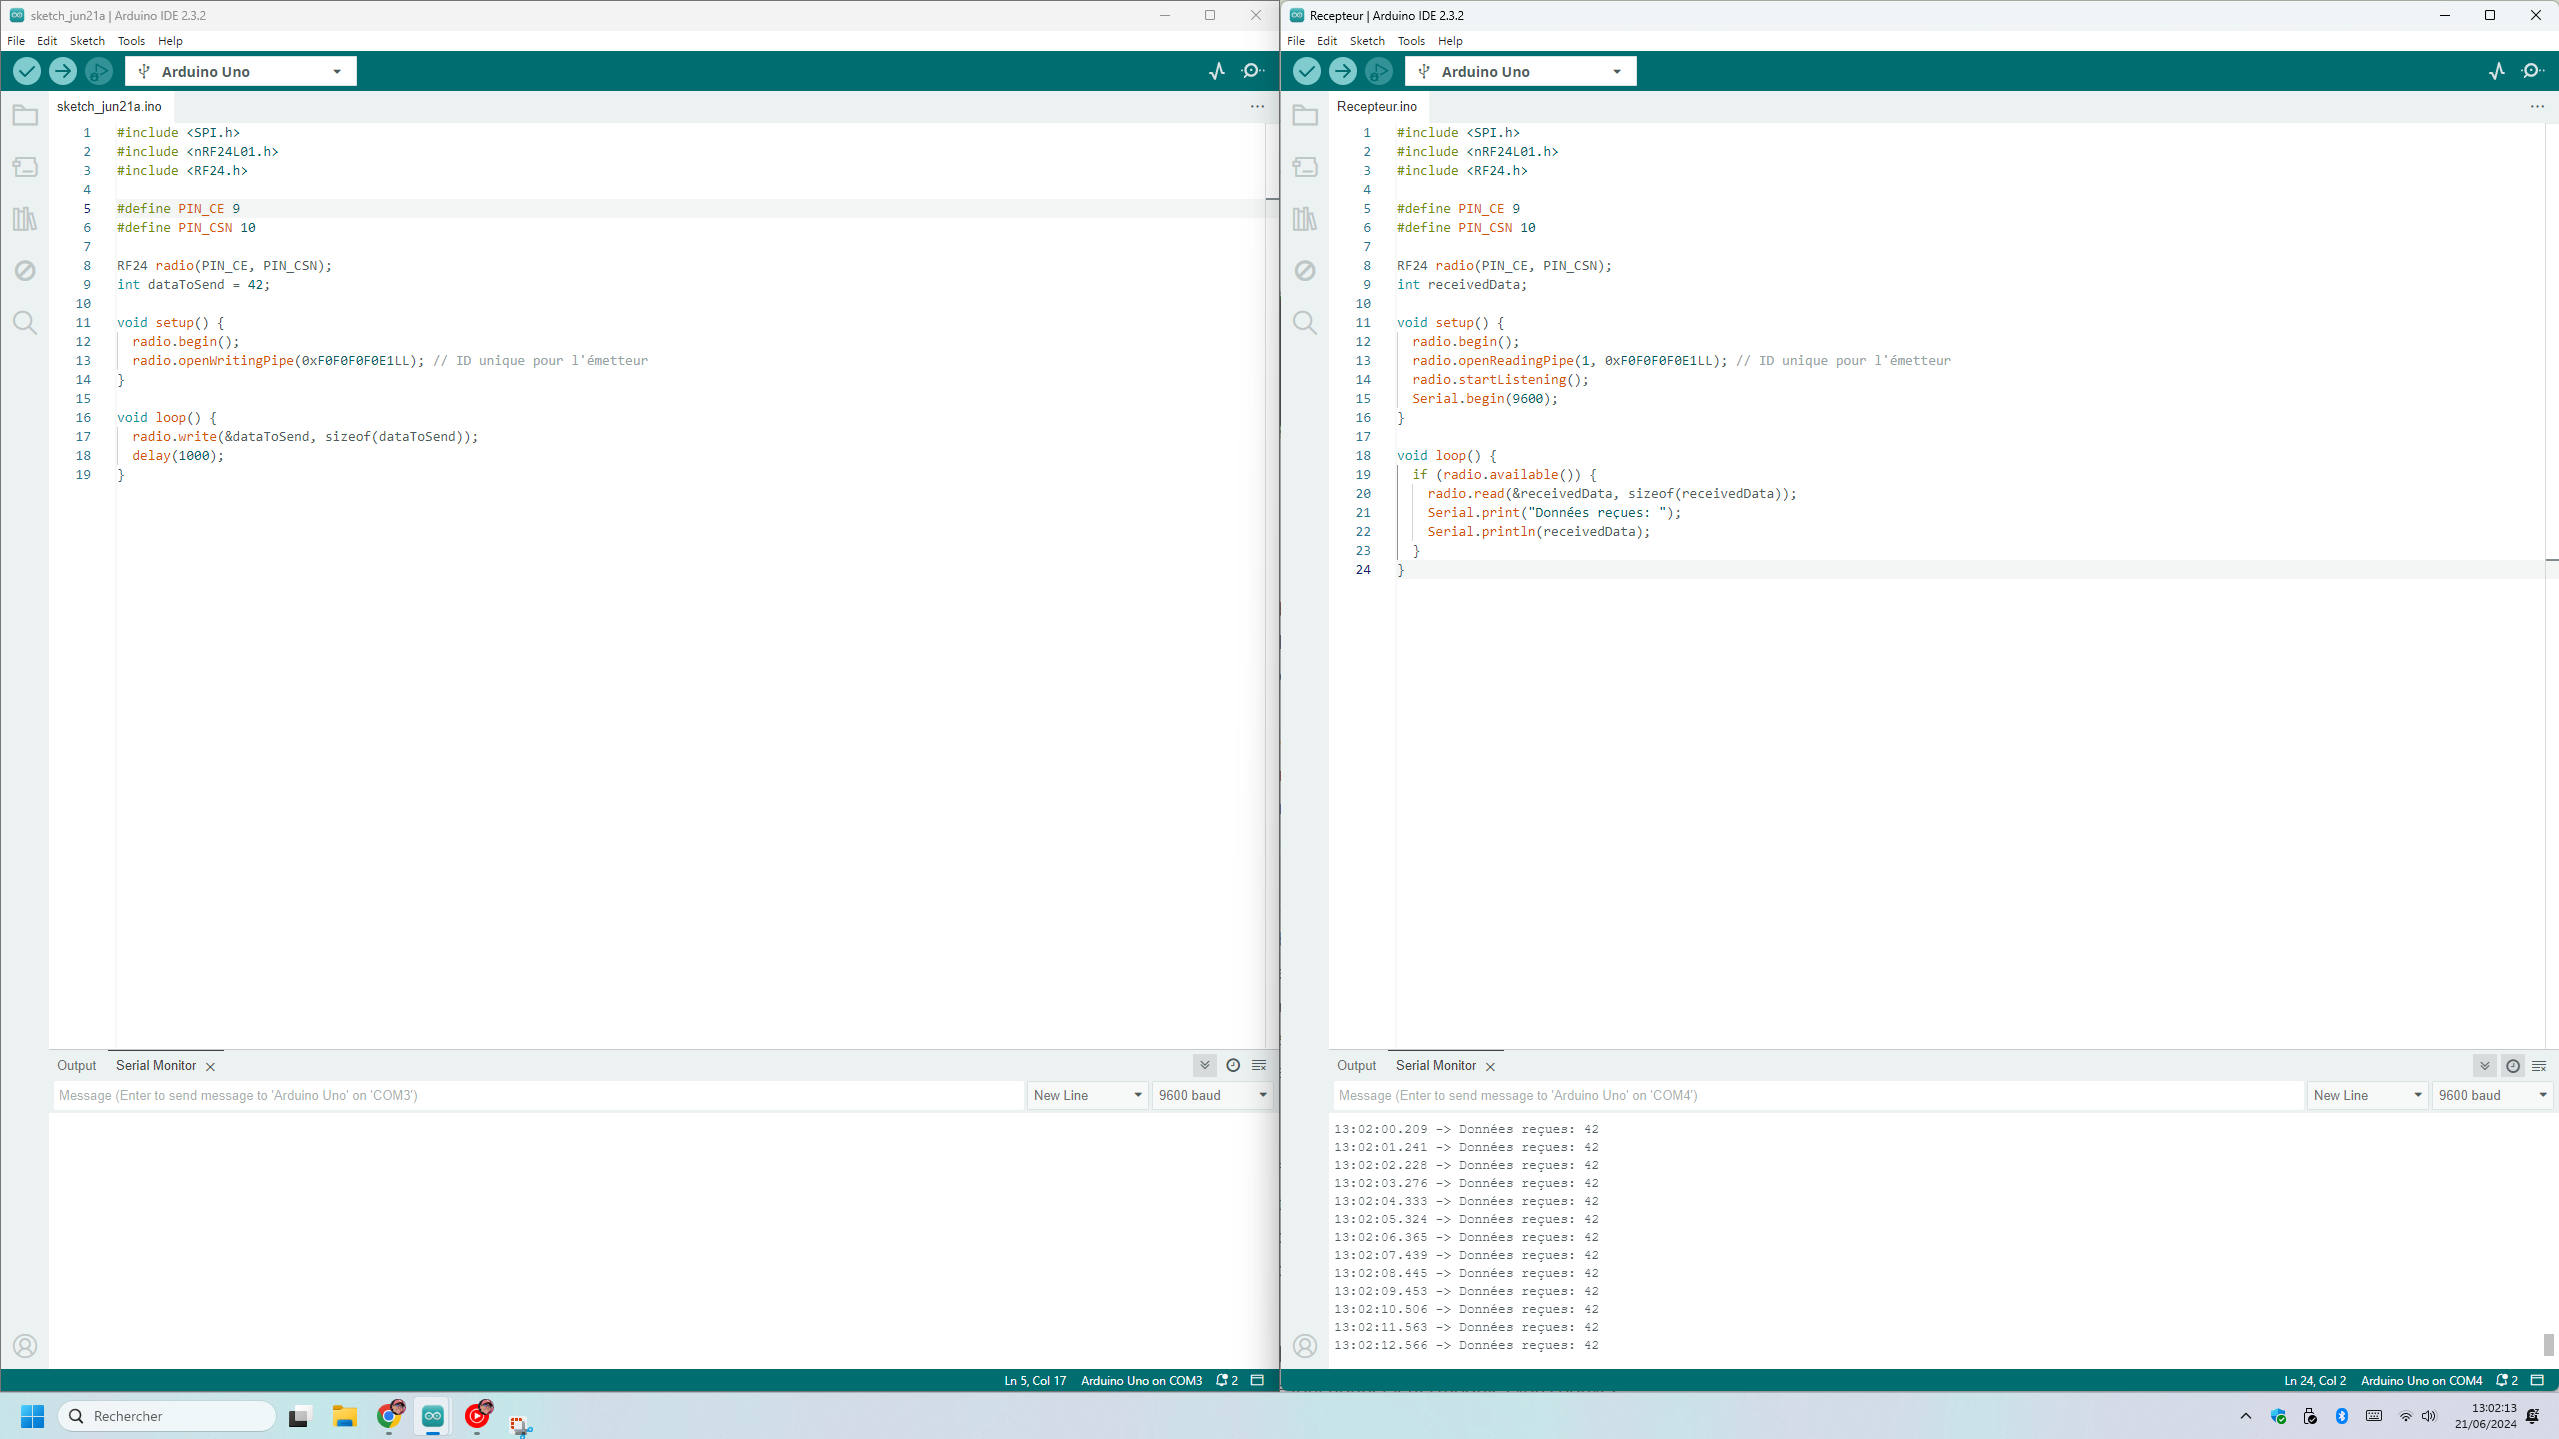 sketch_jun21a | Arduino IDE 2.3.2
File Edit Sketch Tools Help
Arduino Uno
sketch_jun21a.ino
1 #include <SPI.h>
2 #include <nRF24L01.h>
3 #include <RF24.h>
4
5 #define PIN_CE 9
6 #define PIN_CSN 10
7
8 RF24 radio(PIN_CE, PIN_CSN);
9 int dataToSend = 42;
10
11 void setup() {
12 radio.begin();
13 radio.openWritingPipe(0xF0F0F0F0E1LL); // ID unique pour l'émetteur
14 }
15
16 void loop() {
17 radio.write(&dataToSend, sizeof(dataToSend));
18 delay(1000);
19 }
Output Serial Monitor
Message (Enter to send message to 'Arduino Uno' on 'COM3')
New Line
9600 baud
Ln 5, Col 17 Arduino Uno on COM3 2
Recepteur | Arduino IDE 2.3.2
File Edit Sketch Tools Help
Arduino Uno
Recepteur.ino
1 #include <SPI.h>
2 #include <nRF24L01.h>
3 #include <RF24.h>
4
5 #define PIN_CE 9
6 #define PIN_CSN 10
7
8 RF24 radio(PIN_CE, PIN_CSN);
9 int receivedData;
10
11 void setup() {
12 radio.begin();
13 radio.openReadingPipe(1, 0xF0F0F0F0E1LL); // ID unique pour l'émetteur
14 radio.startListening();
15 Serial.begin(9600);
16 }
17
18 void loop() {
19 if (radio.available()) {
20 radio.read(&receivedData, sizeof(receivedData));
21 Serial.print("Données reçues: ");
22 Serial.println(receivedData);
23 }
24 }
Output Serial Monitor
Message (Enter to send message to 'Arduino Uno' on 'COM4')
New Line
9600 baud
13:02:00.209 -> Données reçues: 42
13:02:01.241 -> Données reçues: 42
13:02:02.228 -> Données reçues: 42
13:02:03.276 -> Données reçues: 42
13:02:04.333 -> Données reçues: 42
13:02:05.324 -> Données reçues: 42
13:02:06.365 -> Données reçues: 42
13:02:07.439 -> Données reçues: 42
13:02:08.445 -> Données reçues: 42
13:02:09.453 -> Données reçues: 42
13:02:10.506 -> Données reçues: 42
13:02:11.563 -> Données reçues: 42
13:02:12.566 -> Données reçues: 42
Ln 24, Col 2 Arduino Uno on COM4 2
Rechercher
13:02:13
21/06/2024